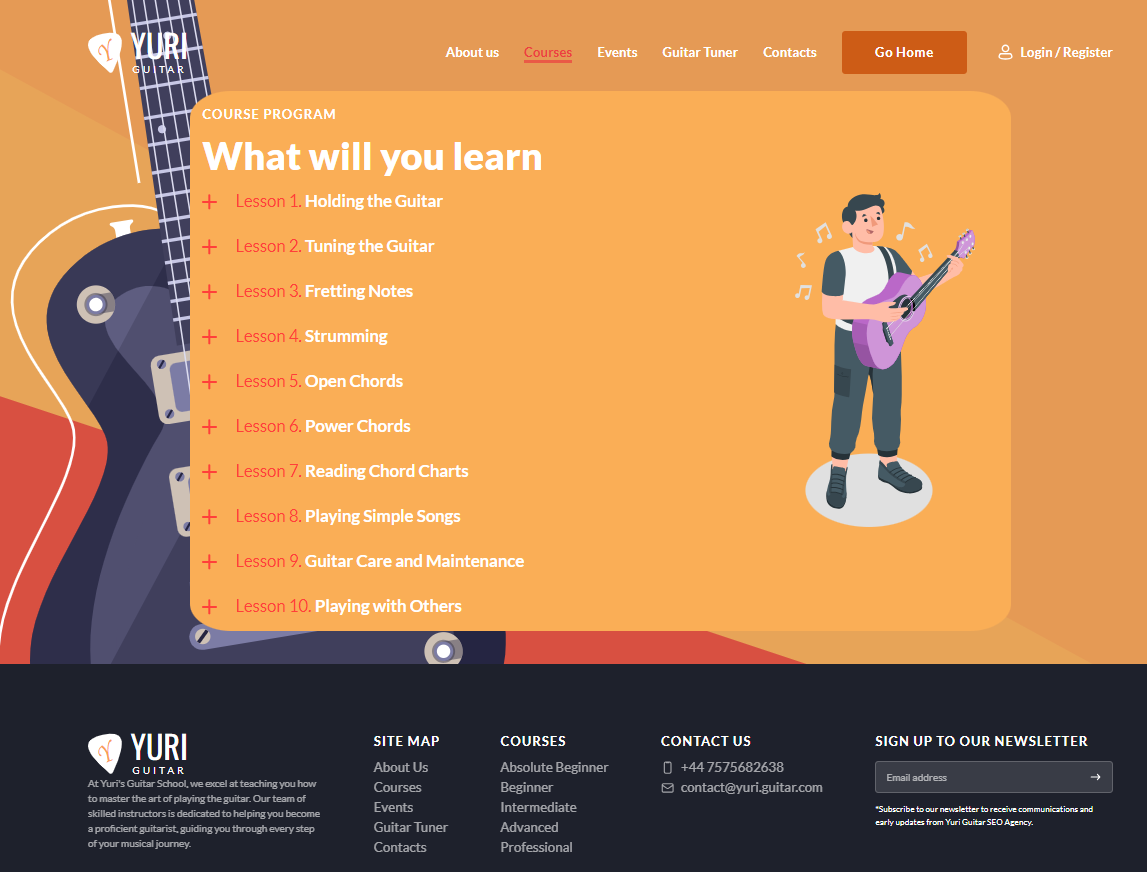 YURI
GUITAR
About us
Courses
Events
Guitar Tuner
Contacts
Go Home
Login / Register
COURSE PROGRAM
What will you learn
Lesson 1. Holding the Guitar
Lesson 2. Tuning the Guitar
Lesson 3. Fretting Notes
Lesson 4. Strumming
Lesson 5. Open Chords
Lesson 6. Power Chords
Lesson 7. Reading Chord Charts
Lesson 8. Playing Simple Songs
Lesson 9. Guitar Care and Maintenance
Lesson 10. Playing with Others
YURI
GUITAR
At Yuri's Guitar School, we excel at teaching you how
to master the art of playing the guitar. Our team of
skilled instructors is dedicated to helping you become
a proficient guitarist, guiding you through every step
of your musical journey.
SITE MAP
About Us
Courses
Events
Guitar Tuner
Contacts
COURSES
Absolute Beginner
Beginner
Intermediate
Advanced
Professional
CONTACT US
+44 7575682638
contact@yuri.guitar.com
SIGN UP TO OUR NEWSLETTER
Email address
*Subscribe to our newsletter to receive communications and
early updates from Yuri Guitar SEO Agency.